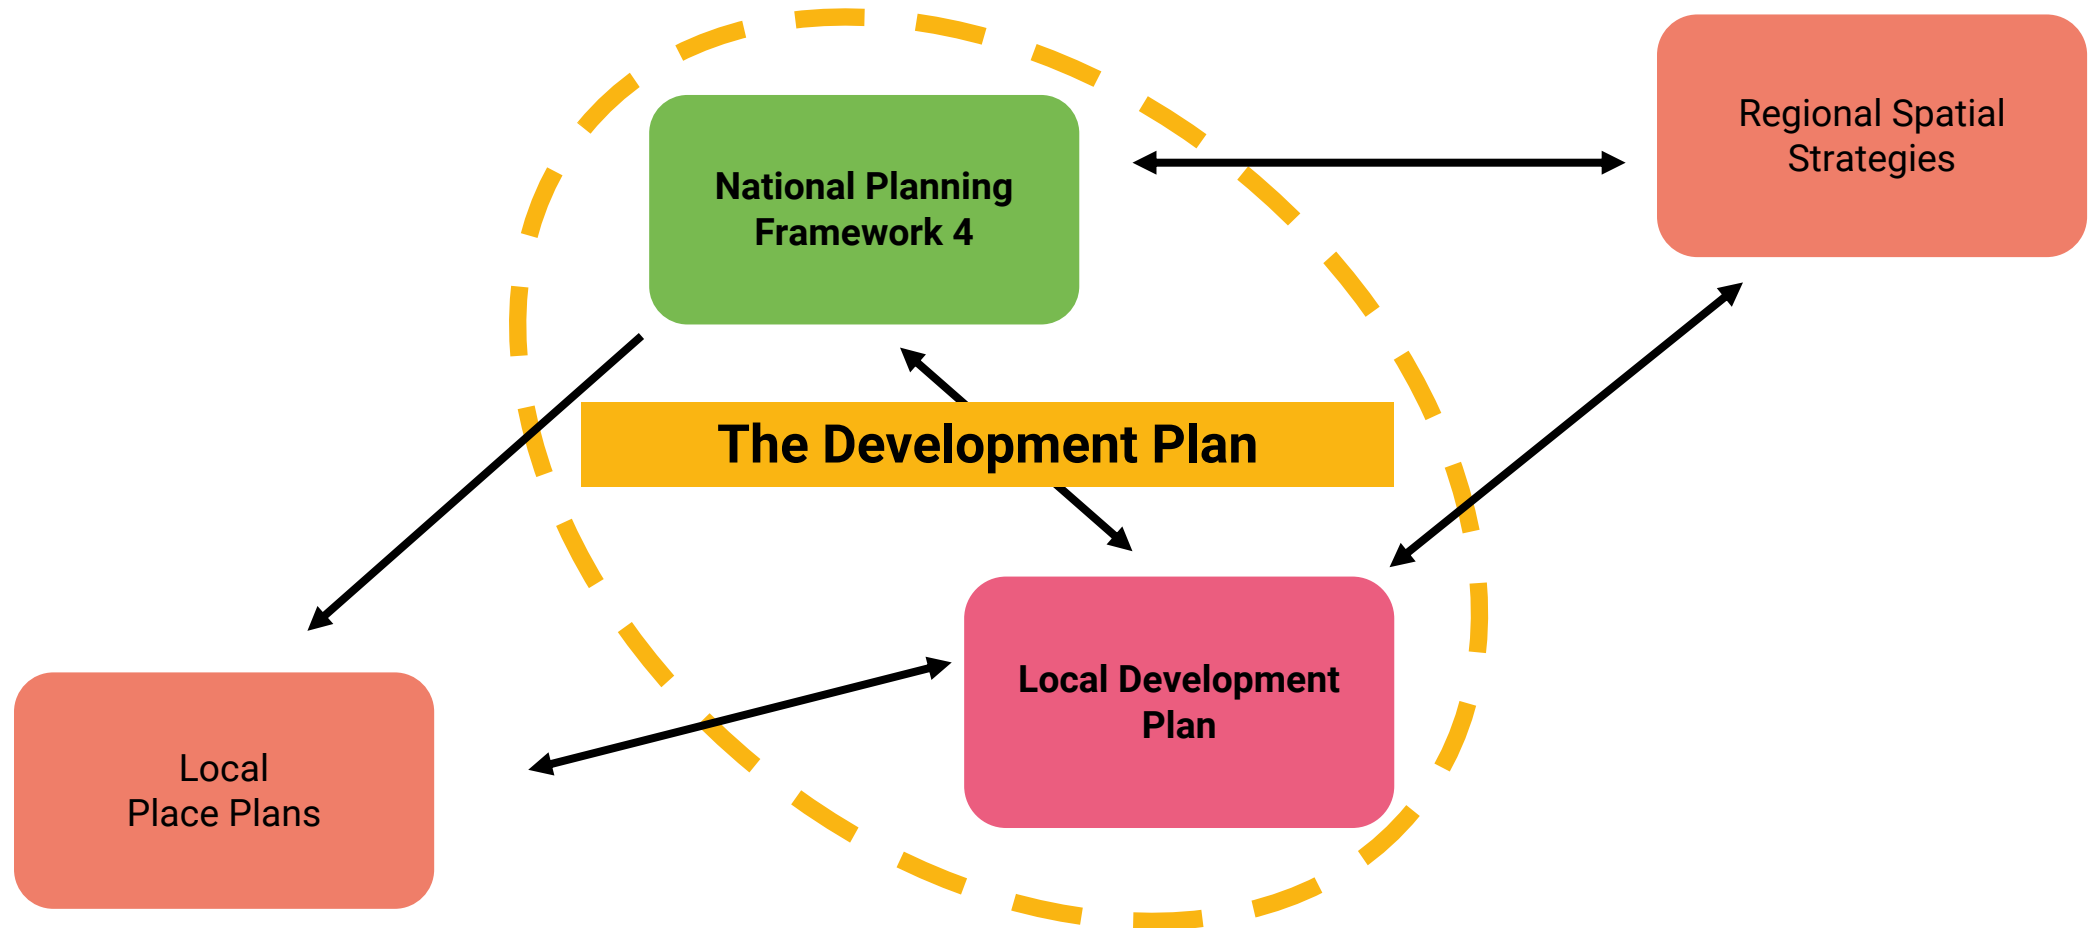 Regional Spatial
Strategies
National Planning
Framework 4
The Development Plan
Local Development
Plan
Local
Place Plans